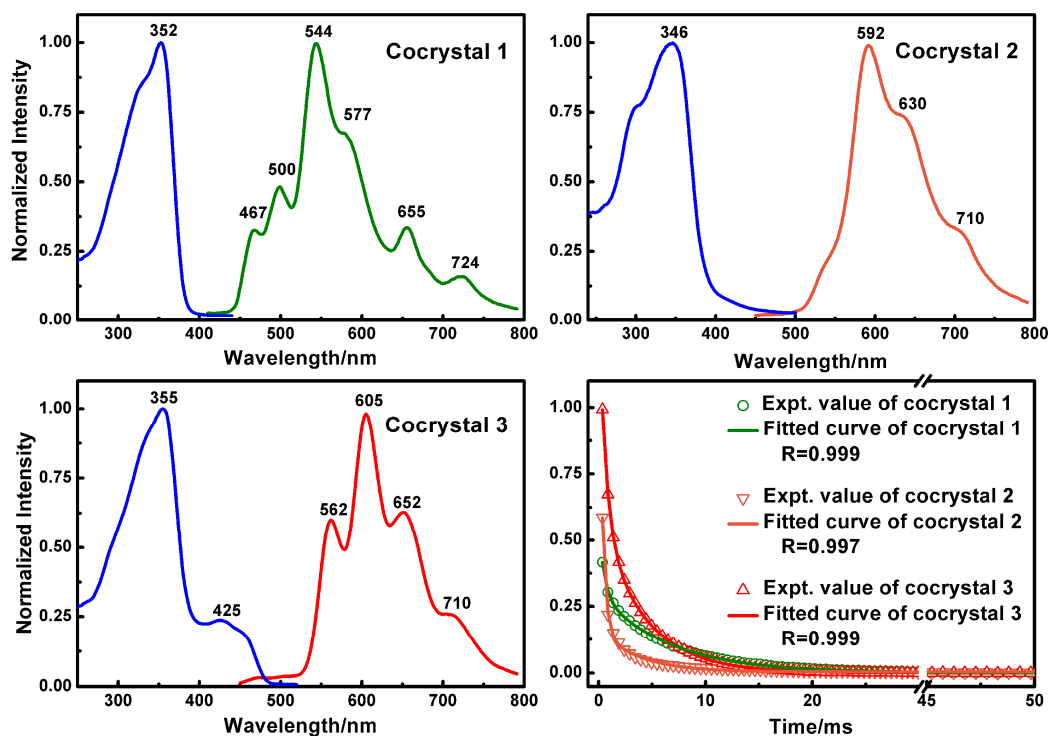 352
544
577
500
467
655
724
Cocrystal 1
Normalized Intensity
1.00
0.75
0.50
0.25
0.00
300 400 500 600 700 800
Wavelength/nm
346
592
630
710
Cocrystal 2
1.00
0.75
0.50
0.25
0.00
300 400 500 600 700 800
Wavelength/nm
355
605
562
652
425
710
Cocrystal 3
Normalized Intensity
1.00
0.75
0.50
0.25
0.00
300 400 500 600 700 800
Wavelength/nm
Expt. value of cocrystal 1
Fitted curve of cocrystal 1
R=0.999
Expt. value of cocrystal 2
Fitted curve of cocrystal 2
R=0.997
Expt. value of cocrystal 3
Fitted curve of cocrystal 3
R=0.999
1.00
0.75
0.50
0.25
0.00
0 10 20 45 50
Time/ms